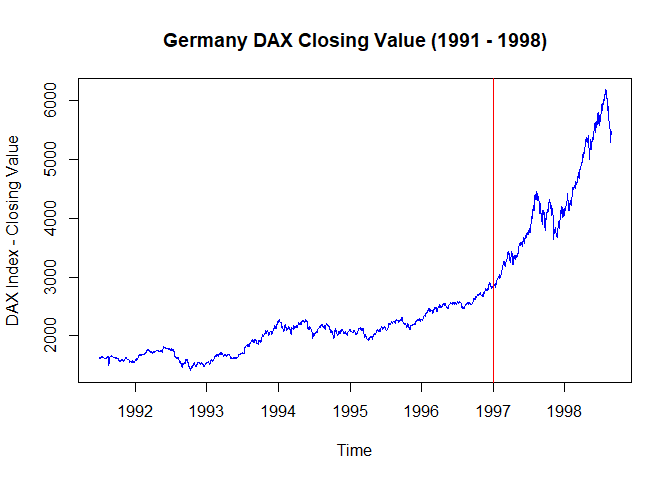 Germany DAX Closing Value (1991 - 1998)
DAX Index - Closing Value
6000
5000
4000
3000
2000
1992 1993 1994 1995 1996 1997 1998
Time